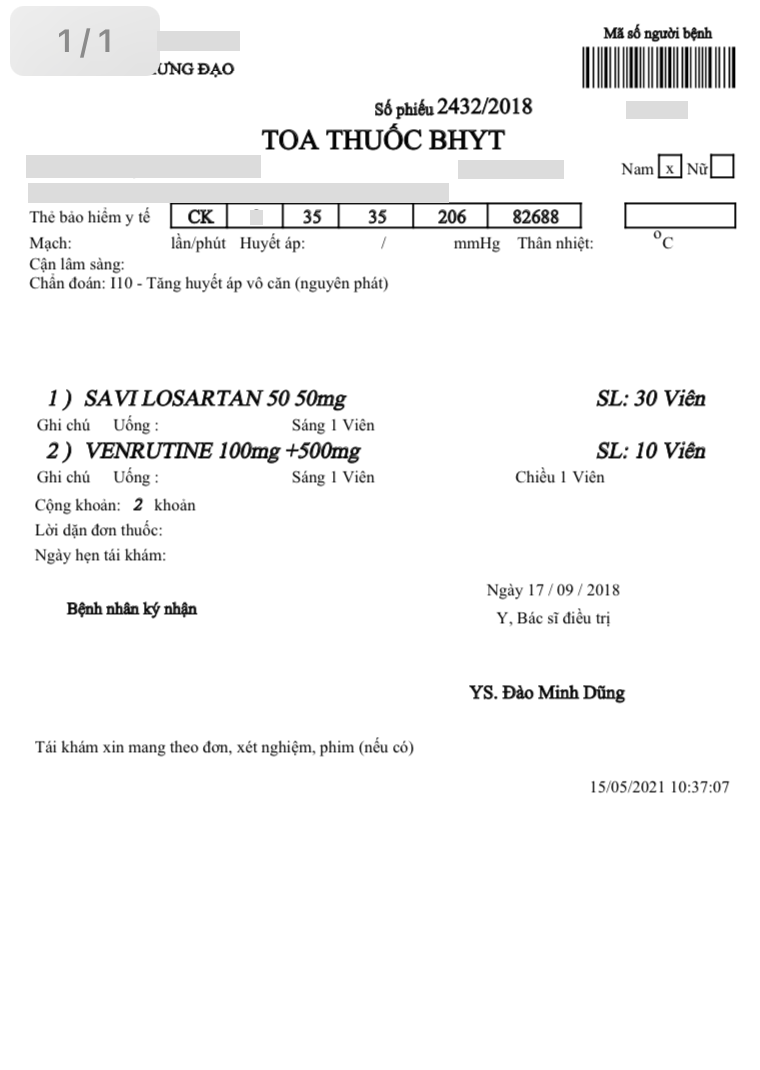 1/1
Mã số người bệnh
ƯNG ĐẠO
Số phiếu 2432/2018
TOA THUỐC BHYT
Nam x Nữ
Thẻ bảo hiểm y tế CK 35 35 206 82688
Mạch: lần/phút Huyết áp: / mmHg Thân nhiệt: °C
Cận lâm sàng:
Chẩn đoán: I10 - Tăng huyết áp vô căn (nguyên phát)
1 ) SAVI LOSARTAN 50 50mg SL: 30 Viên
Ghi chú Uống : Sáng 1 Viên
2 ) VENRUTINE 100mg +500mg SL: 10 Viên
Ghi chú Uống : Sáng 1 Viên Chiều 1 Viên
Cộng khoản: 2 khoản
Lời dặn đơn thuốc:
Ngày hẹn tái khám:
Ngày 17 / 09 / 2018
Bệnh nhân ký nhận
Y, Bác sĩ điều trị
YS. Đào Minh Dũng
Tái khám xin mang theo đơn, xét nghiệm, phim (nếu có)
15/05/2021 10:37:07